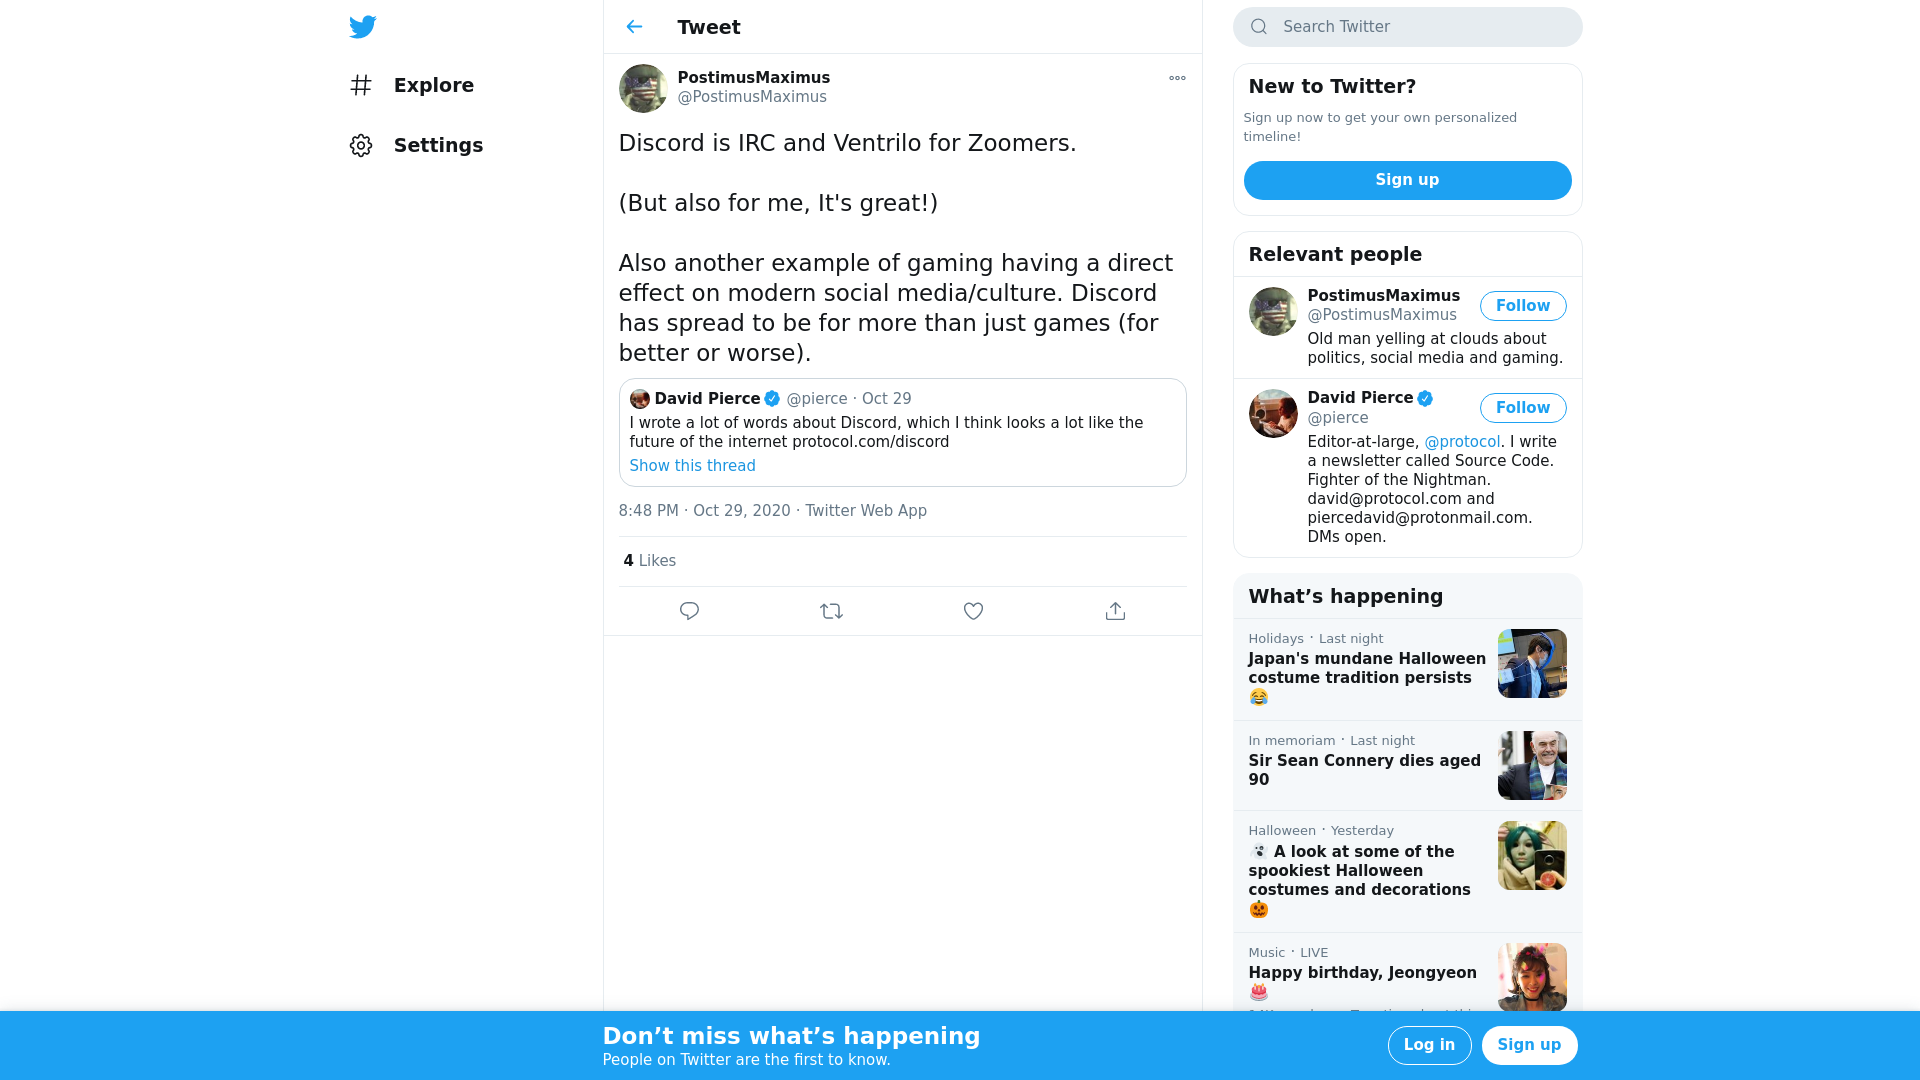 Explore
Settings
Tweet
PostimusMaximus
@PostimusMaximus
Discord is IRC and Ventrilo for Zoomers.
(But also for me, It's great!)
Also another example of gaming having a direct
effect on modern social media/culture. Discord
has spread to be for more than just games (for
better or worse).
David Pierce @pierce · Oct 29
I wrote a lot of words about Discord, which I think looks a lot like the
future of the internet protocol.com/discord
Show this thread
8:48 PM · Oct 29, 2020 · Twitter Web App
4 Likes
Search Twitter
New to Twitter?
Sign up now to get your own personalized
timeline!
Sign up
Relevant people
PostimusMaximus
@PostimusMaximus
Follow
Old man yelling at clouds about
politics, social media and gaming.
David Pierce
@pierce
Follow
Editor-at-large, @protocol. I write
a newsletter called Source Code.
Fighter of the Nightman.
david@protocol.com and
piercedavid@protonmail.com.
DMs open.
What’s happening
Holidays · Last night
Japan's mundane Halloween
costume tradition persists
😂
In memoriam · Last night
Sir Sean Connery dies aged
90
Halloween · Yesterday
👻 A look at some of the
spookiest Halloween
costumes and decorations
🎃
Music · LIVE
Happy birthday, Jeongyeon
🎂
Don’t miss what’s happening
People on Twitter are the first to know.
Log in
Sign up